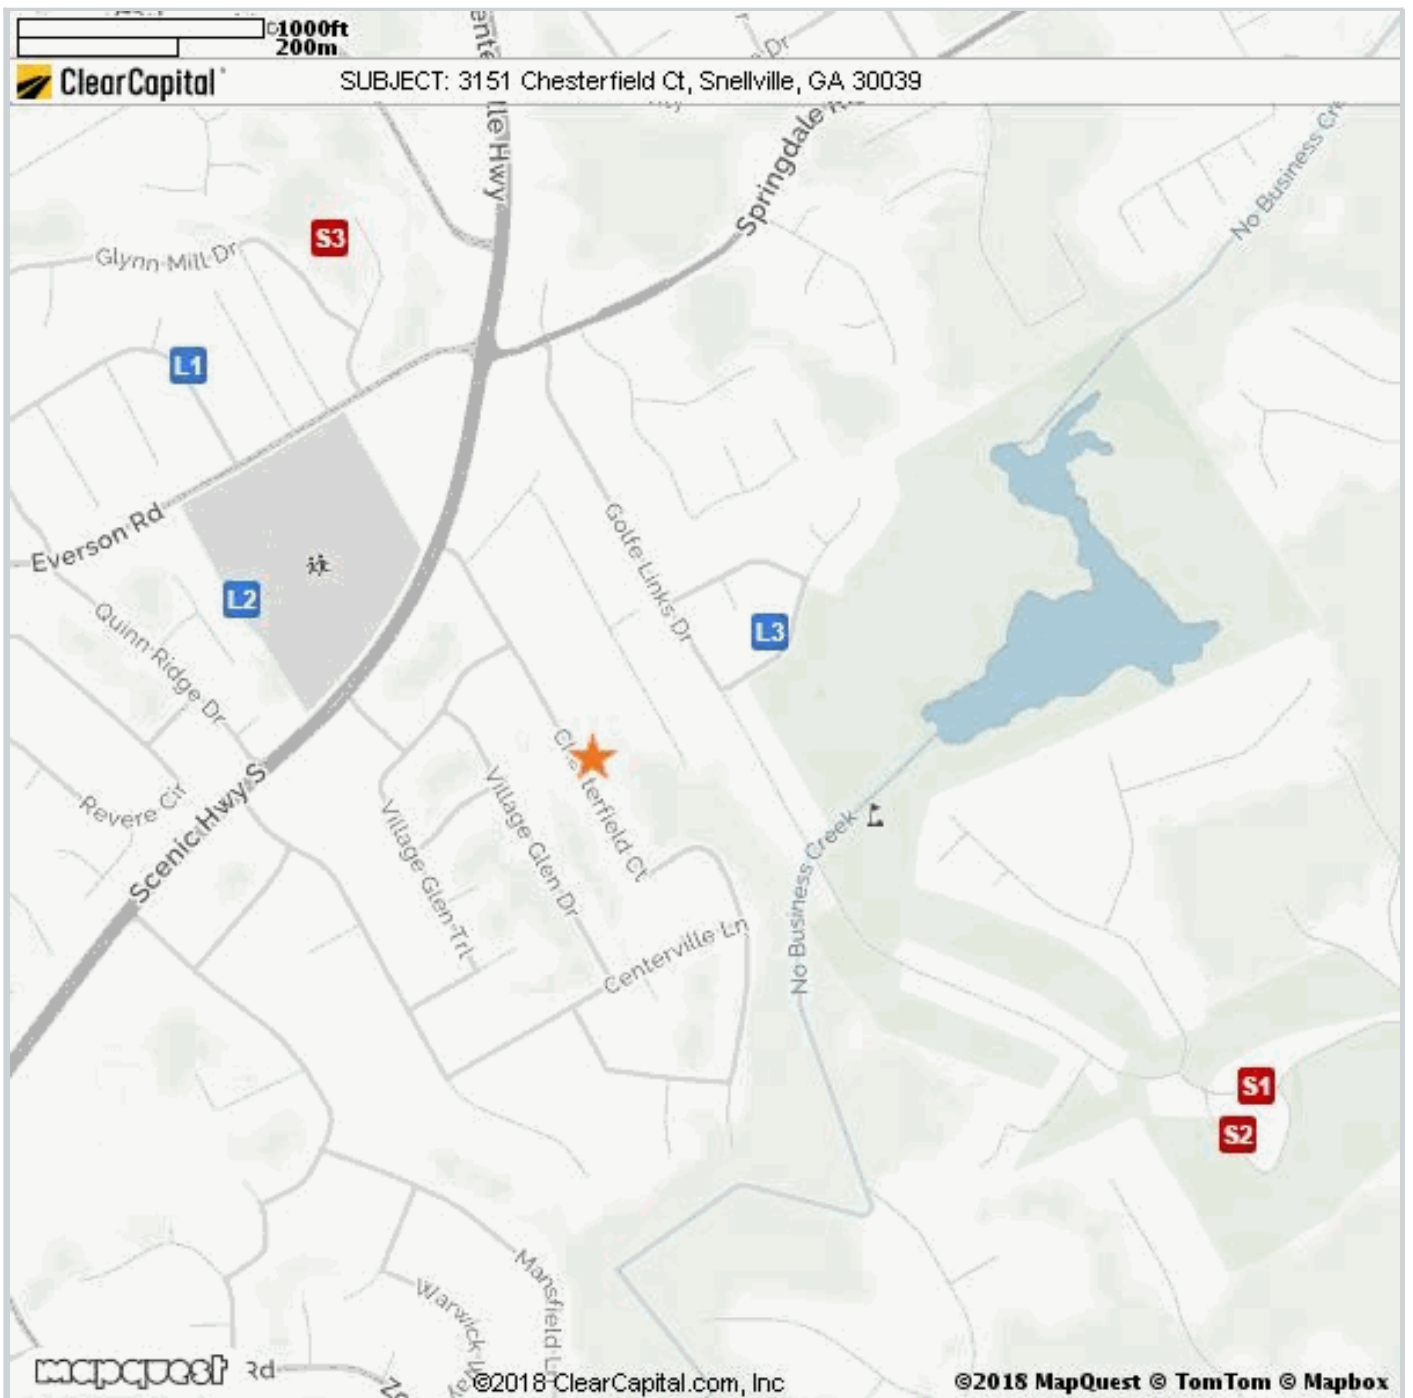 1000ft
200m
ClearCapital
SUBJECT: 3151 Chesterfield Ct, Snellville, GA 30039
Springdale
No Business
S3
Glynn Mill Dr
L1
Golfe Links Dr
Everson Rd
L2
L3
Quinn Ridge Dr
Chesterfield Ct
Revere Cir
Scenic Hwy S
Village Glen Trl
Village Glen Dr
No Business Creek
Centerville Ln
S1
S2
Mansfield
Warwick
mapquest
Rd
©2018 ClearCapital.com, Inc
©2018 MapQuest © TomTom © Mapbox